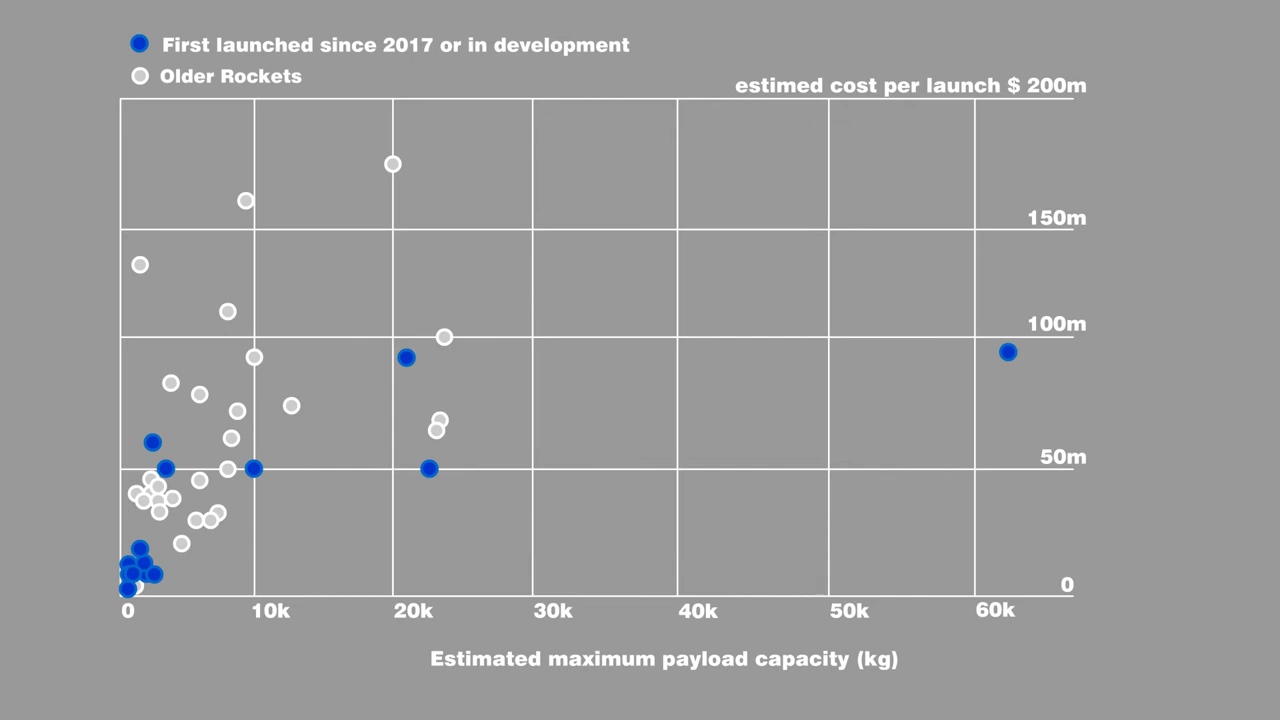 First launched since 2017 or in development
Older Rockets
estimed cost per launch $ 200m
150m
100m
50m
0
0 10k 20k 30k 40k 50k 60k
Estimated maximum payload capacity (kg)